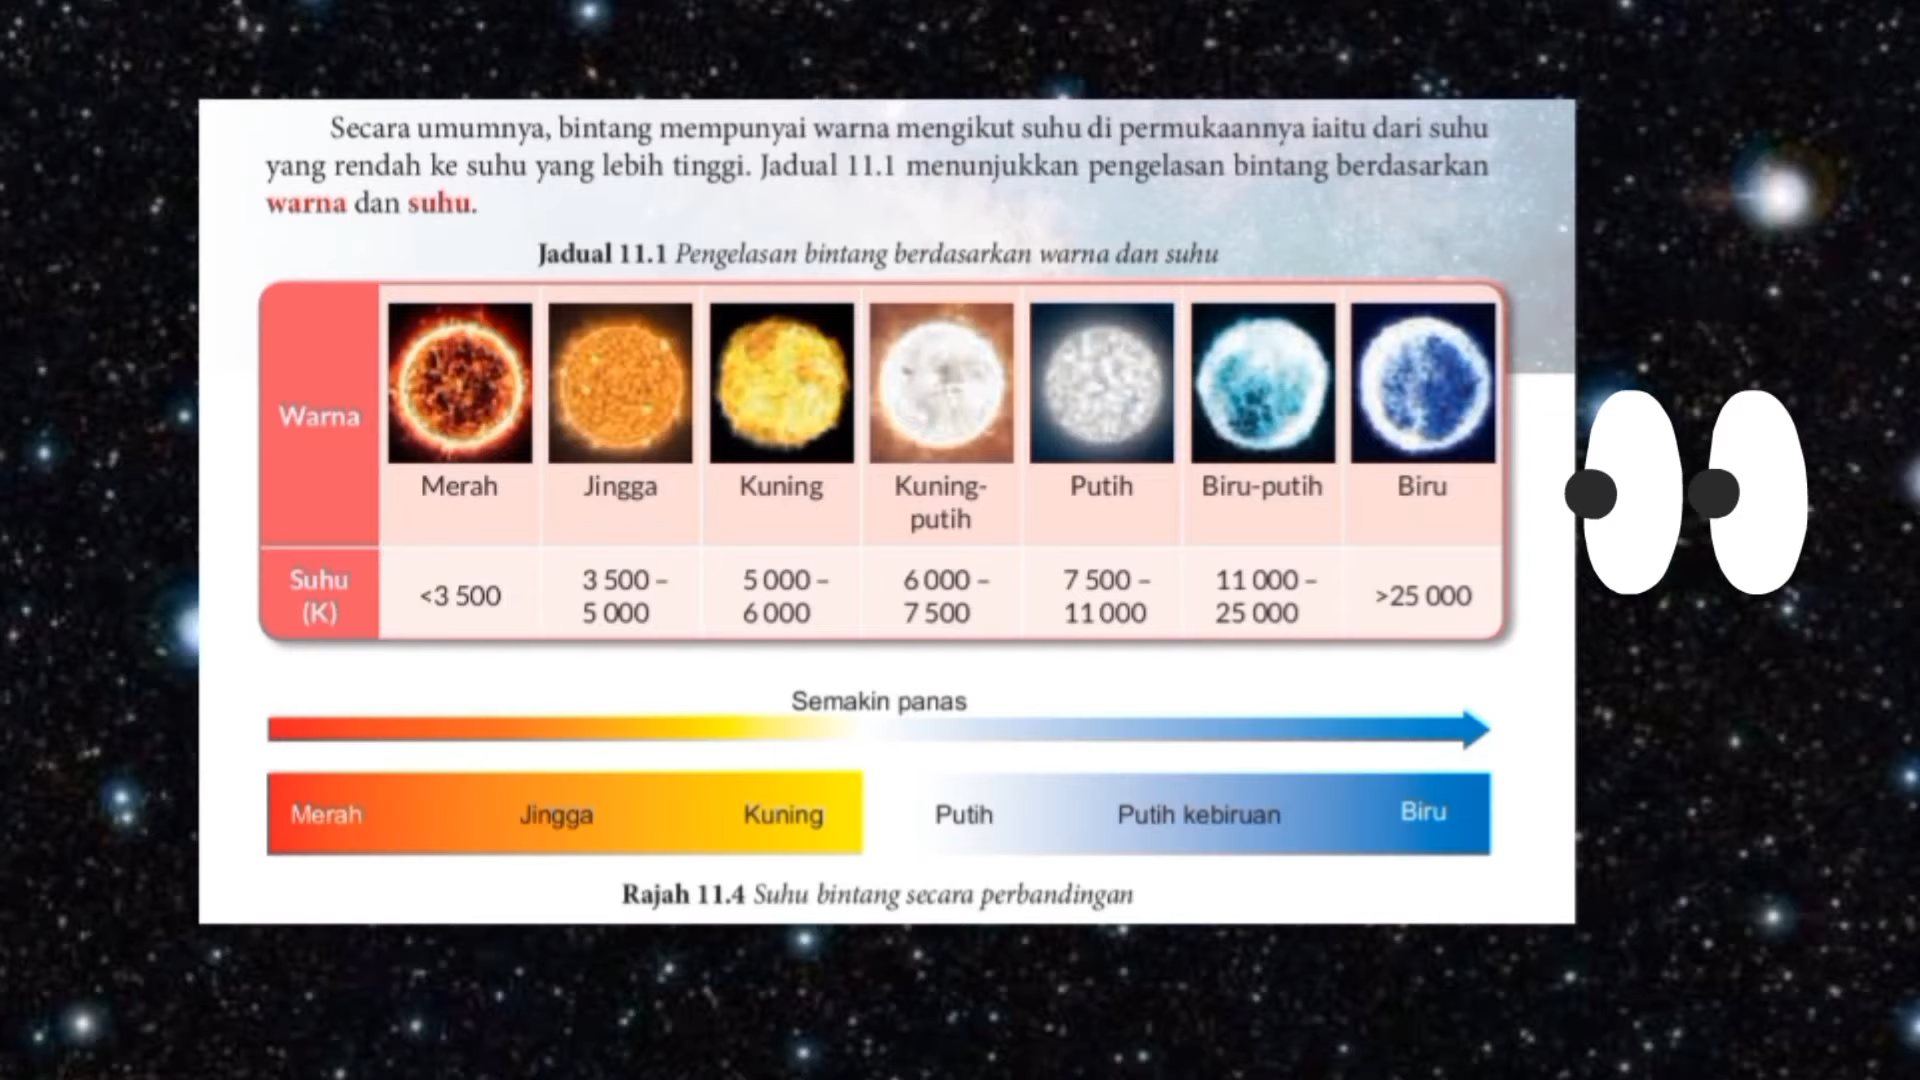 Secara umumnya, bintang mempunyai warna mengikut suhu di permukaannya iaitu dari suhu
yang rendah ke suhu yang lebih tinggi. Jadual 11.1 menunjukkan pengelasan bintang berdasarkan
warna dan suhu.
Jadual 11.1 Pengelasan bintang berdasarkan warna dan suhu
Warna
Merah
Jingga
Kuning
Kuning-
putih
Putih
Biru-putih
Biru
Suhu
(K)
<3 500
3 500 –
5 000
5 000 –
6 000
6 000 –
7 500
7 500 –
11 000
11 000 –
25 000
>25 000
Semakin panas
Merah
Jingga
Kuning
Putih
Putih kebiruan
Biru
Rajah 11.4 Suhu bintang secara perbandingan